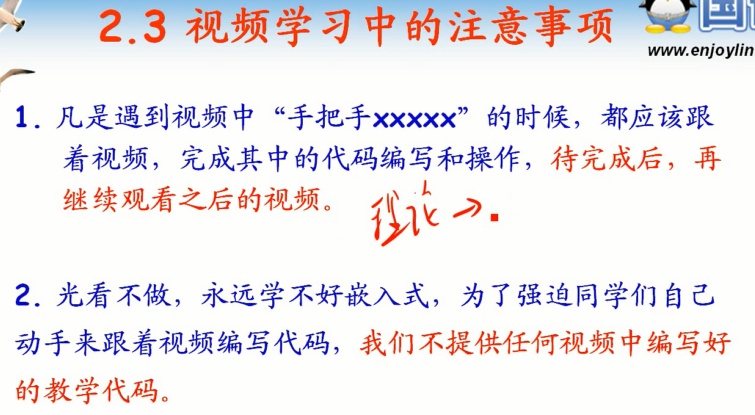 2.3 视频学习中的注意事项
www.enjoylin
1. 凡是遇到视频中“手把手xxxxx”的时候，都应该跟
着视频，完成其中的代码编写和操作，待完成后，再
继续观看之后的视频。
理论→
2. 光看不做，永远学不好嵌入式，为了强迫同学们自己
动手来跟着视频编写代码，我们不提供任何视频中编写好
的教学代码。